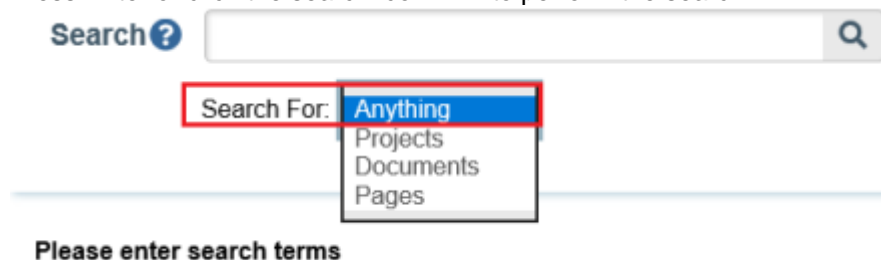 Search
Search For: Anything
Projects
Documents
Pages
Please enter search terms